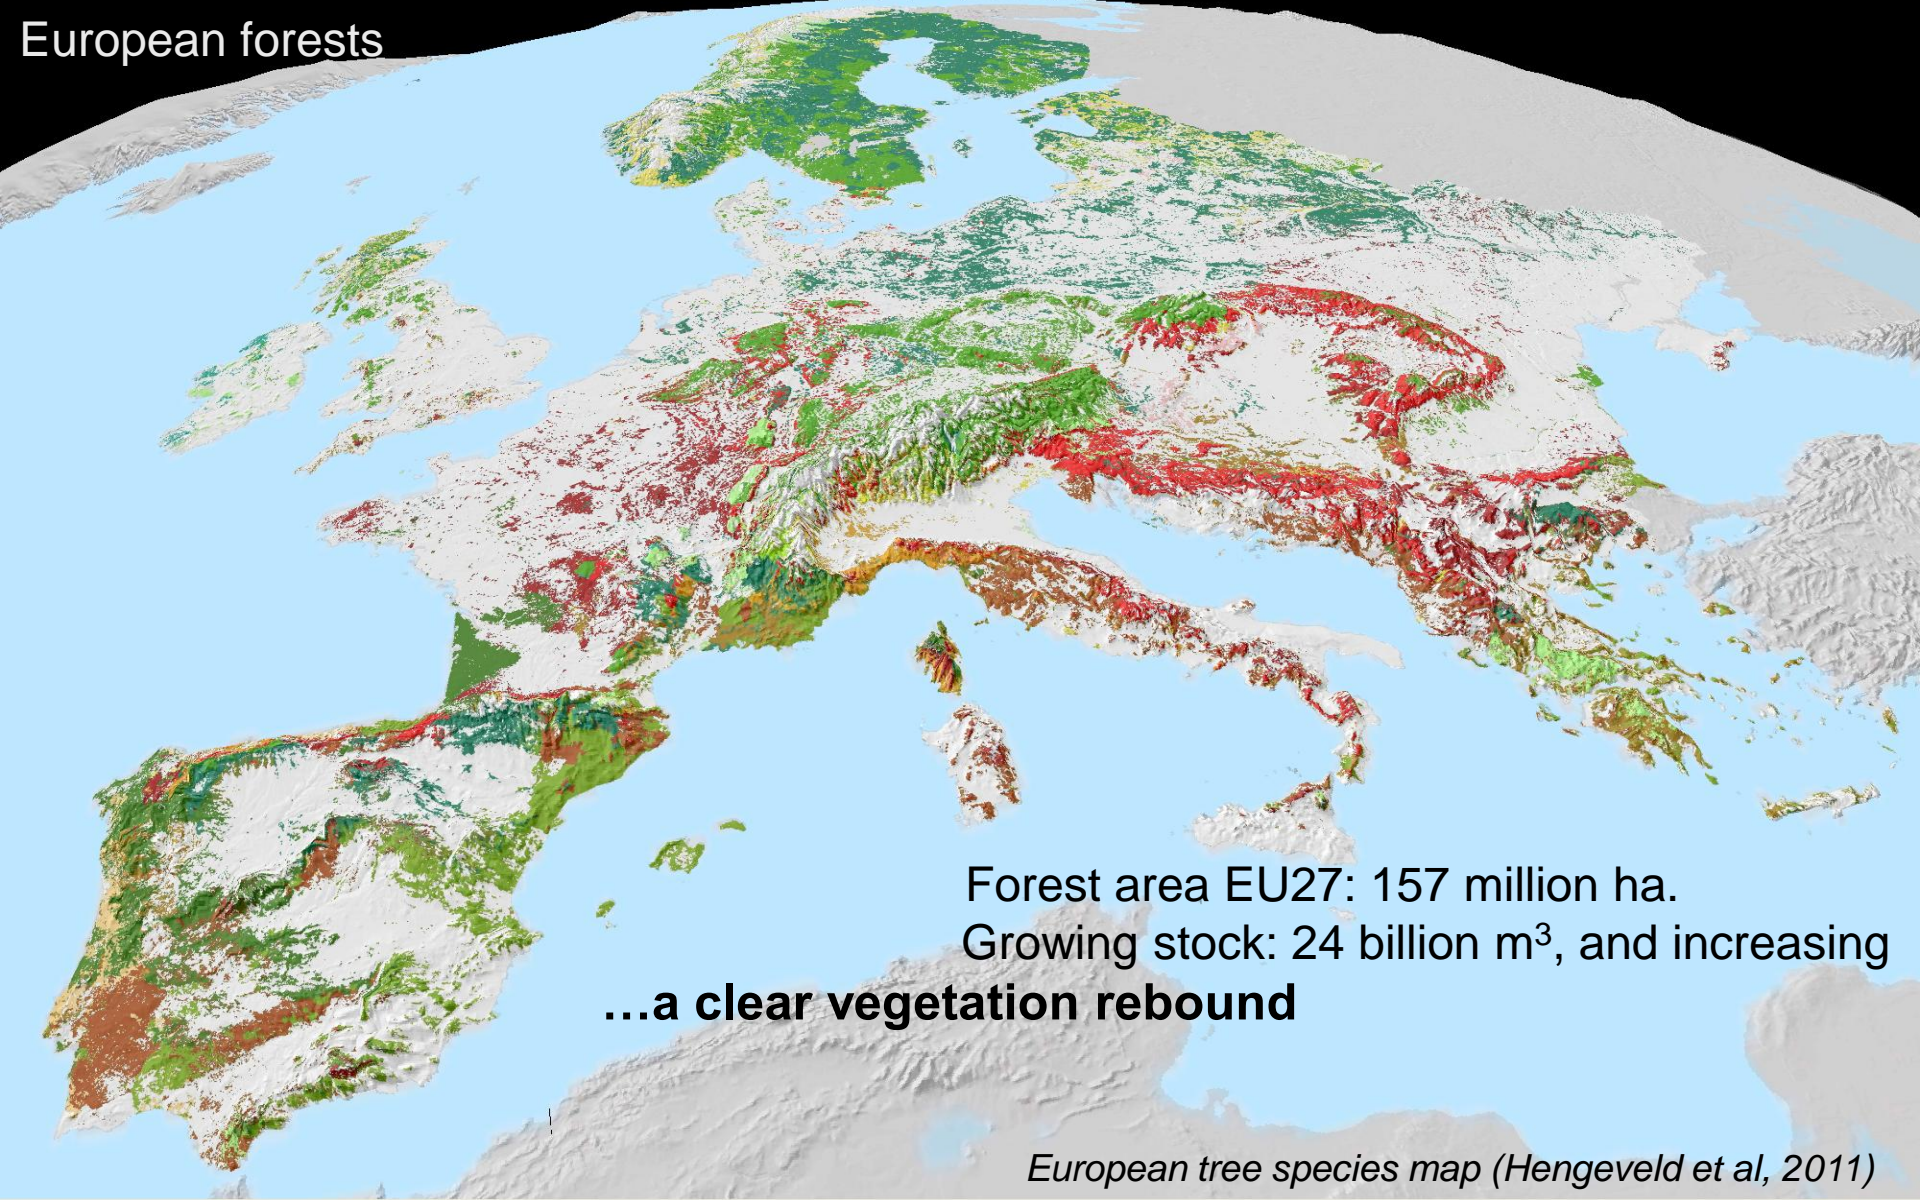 European forests
Forest area EU27: 157 million ha.
Growing stock: 24 billion m³, and increasing
…a clear vegetation rebound
European tree species map (Hengeveld et al, 2011)